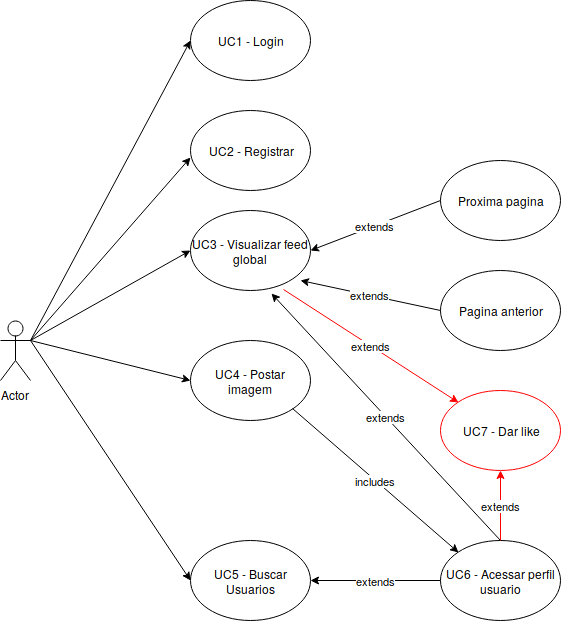 UC1 - Login
UC2 - Registrar
Proxima pagina
extends
UC3 - Visualizar feed
global
extends
Pagina anterior
extends
UC4 - Postar
imagem
Actor
extends
UC7 - Dar like
includes
extends
UC5 - Buscar
Usuarios
extends
UC6 - Acessar perfil
usuario